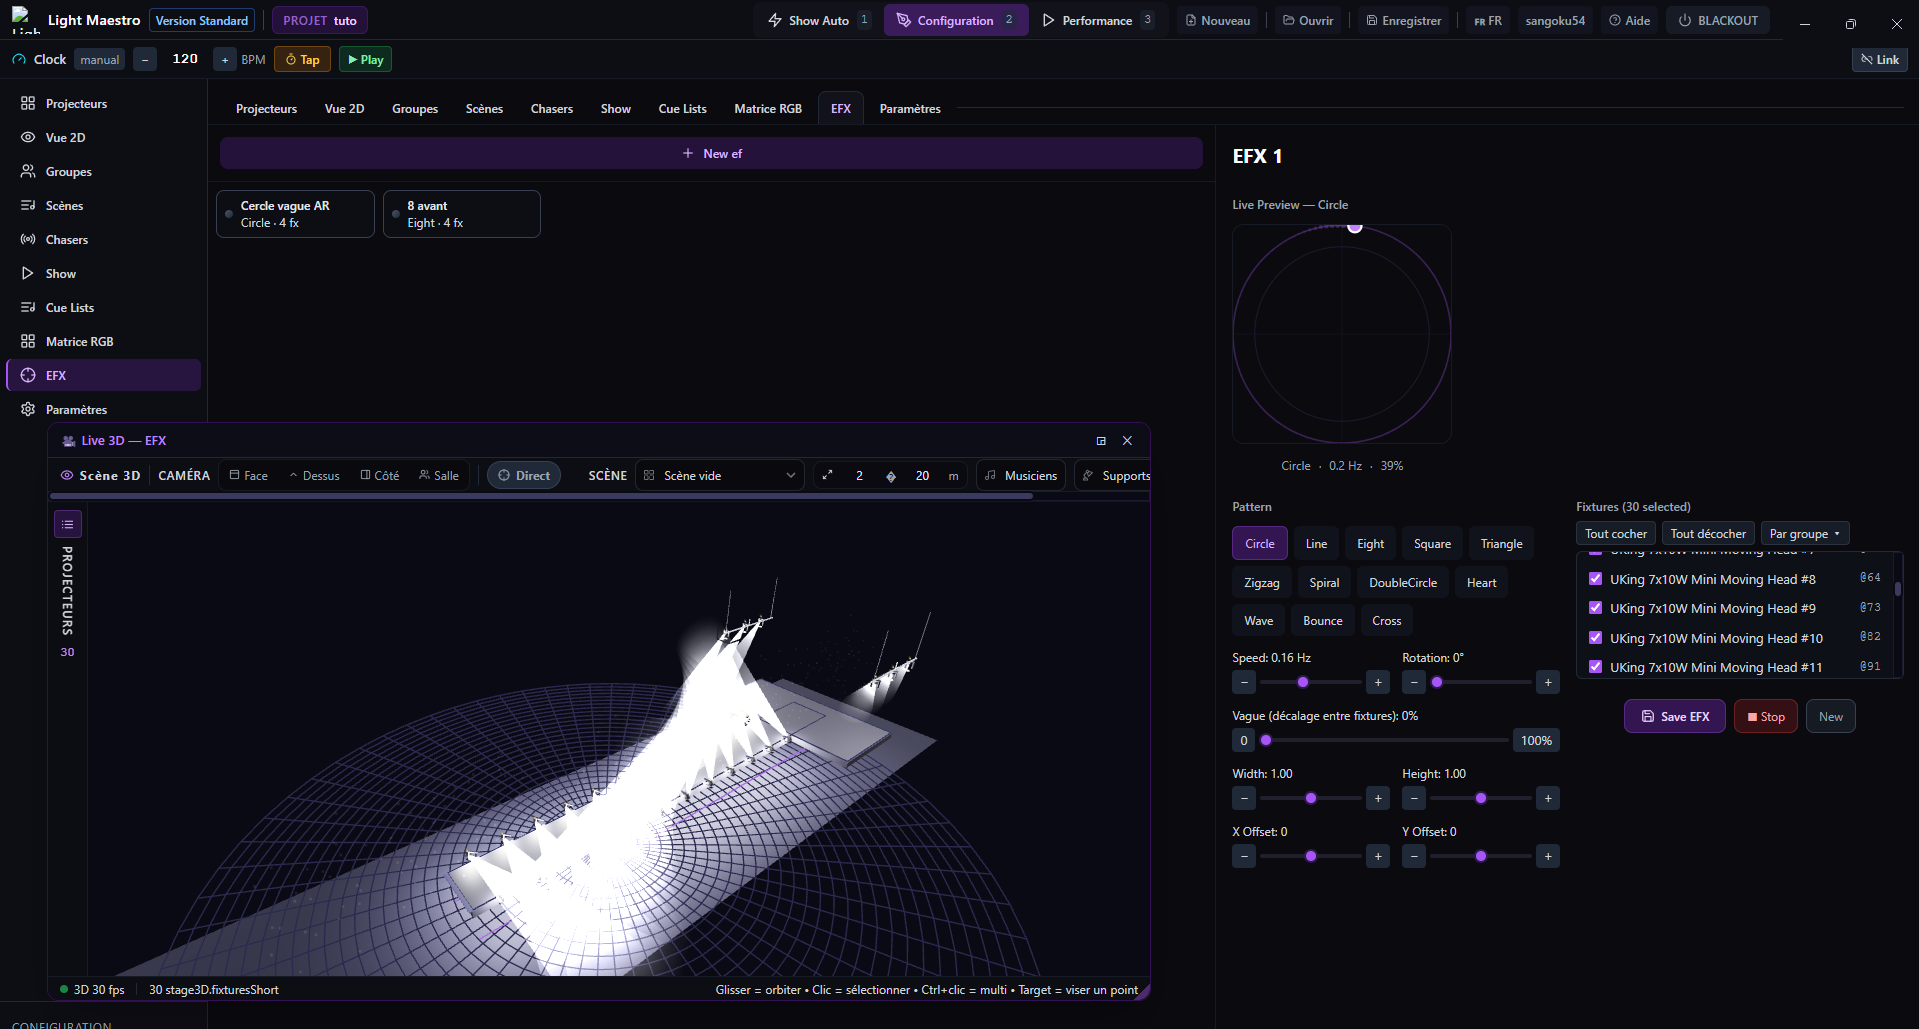 Light Maestro Version Standard PROJET tuto Show Auto 1 Configuration 2 Performance 3 Nouveau Ouvrir Enregistrer FR FR sangoku54 Aide BLACKOUT
Clock manual − 120 + BPM Tap Play Link
Projecteurs
Vue 2D
Groupes
Scènes
Chasers
Show
Cue Lists
Matrice RGB
EFX
Paramètres
CONFIGURATION
Projecteurs Vue 2D Groupes Scènes Chasers Show Cue Lists Matrice RGB EFX Paramètres
+ New ef
Cercle vague AR
Circle · 4 fx
8 avant
Eight · 4 fx
Live 3D — EFX
Scène 3D CAMÉRA Face Dessus Côté Salle Direct SCÈNE Scène vide 2 � 20 m Musiciens Supports
PROJECTEURS
30
3D 30 fps 30 stage3D.fixturesShort Glisser = orbiter • Clic = sélectionner • Ctrl+clic = multi • Target = viser un point
EFX 1
Live Preview — Circle
Circle · 0.2 Hz · 39%
Pattern
Circle Line Eight Square Triangle
Zigzag Spiral DoubleCircle Heart
Wave Bounce Cross
Speed: 0.16 Hz Rotation: 0°
− + − +
Vague (décalage entre fixtures): 0%
0 100%
Width: 1.00 Height: 1.00
− + − +
X Offset: 0 Y Offset: 0
− + − +
Fixtures (30 selected)
Tout cocher Tout décocher Par groupe ▾
UKing 7x10W Mini Moving Head #7
UKing 7x10W Mini Moving Head #8 @64
UKing 7x10W Mini Moving Head #9 @73
UKing 7x10W Mini Moving Head #10 @82
UKing 7x10W Mini Moving Head #11 @91
Save EFX Stop New